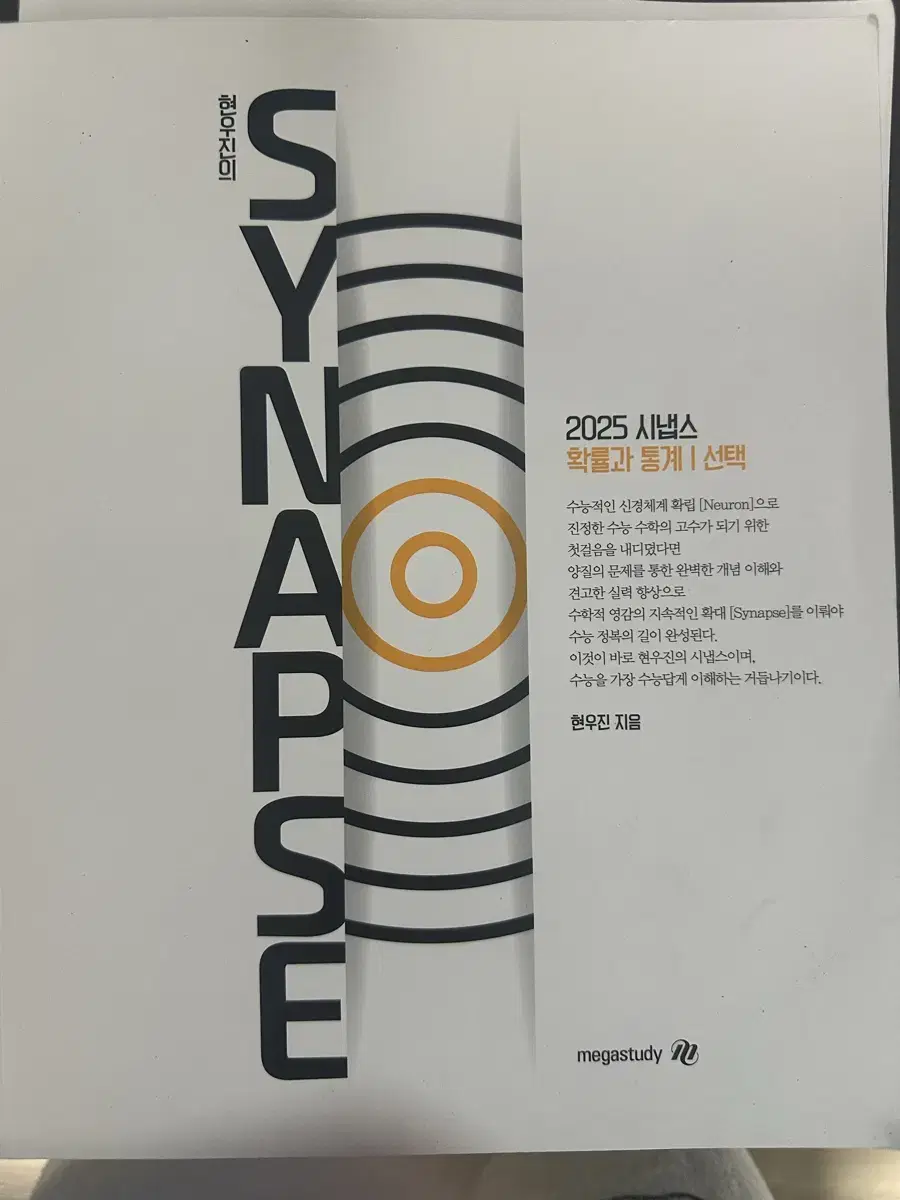 현우진의
SYNAPSE
2025 시냅스
확률과 통계 | 선택
수능적인 신경체계 확립 [Neuron]으로
진정한 수능 수학의 고수가 되기 위한
첫걸음을 내디뎠다면
양질의 문제를 통한 완벽한 개념 이해와
견고한 실력 향상으로
수학적 영감의 지속적인 확대 [Synapse]를 이뤄야
수능 정복의 길이 완성된다.
이것이 바로 현우진의 시냅스이며,
수능을 가장 수능답게 이해하는 거듭나기이다.
현우진 지음
megastudy